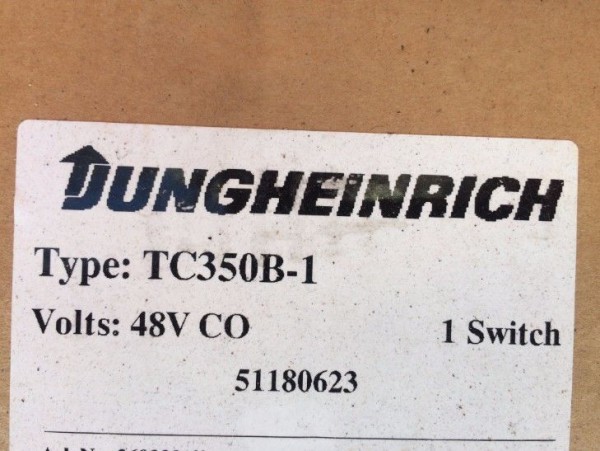 JUNGHEINRICH
Type: TC350B-1
Volts: 48V CO 1 Switch
51180623